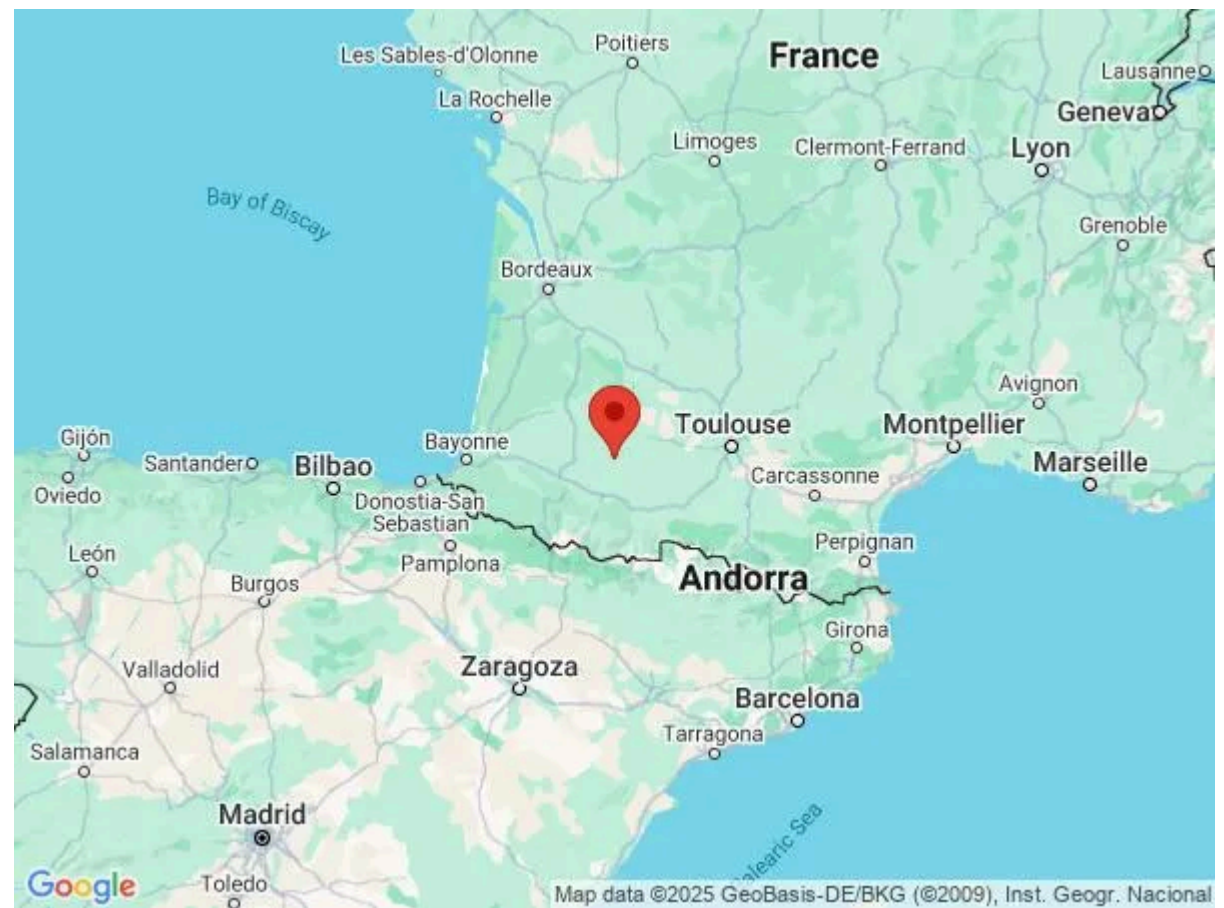 Poitiers
Les Sables-d'Olonne
France
Lausanne
La Rochelle
Geneva
Limoges
Clermont-Ferrand
Lyon
Bay of Biscay
Grenoble
Bordeaux
Avignon
Toulouse
Montpellier
Gijón
Bayonne
Santander
Bilbao
Marseille
Oviedo
Carcassonne
Donostia-San
Sebastian
Perpignan
León
Pamplona
Andorra
Burgos
Girona
Valladolid
Zaragoza
Barcelona
Tarragona
Salamanca
Madrid
Balearic Sea
Toledo
Google
Map data ©2025 GeoBasis-DE/BKG (©2009), Inst. Geogr. Nacional